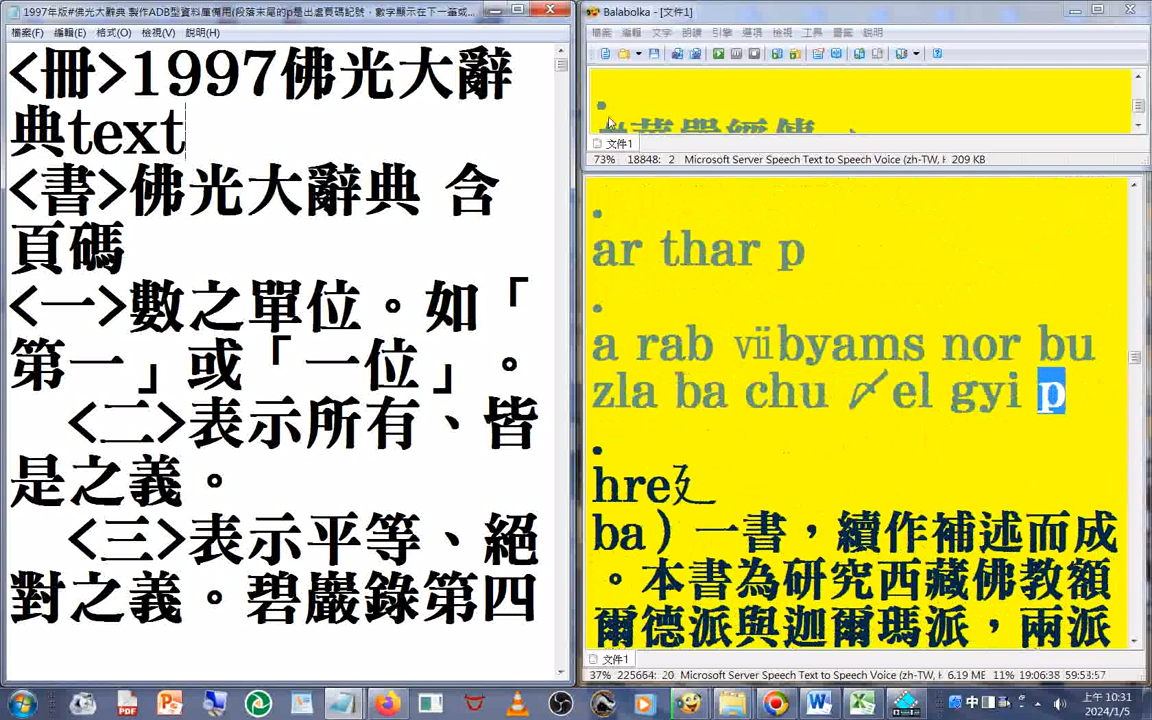 1997年版#佛光大辭典 製作ADB型資料庫備用(段落末尾的p是出處頁碼記號，數字顯示在下一筆或...
檔案(F) 編輯(E) 格式(O) 檢視(V) 說明(H)
<冊>1997佛光大辭
典text
<書>佛光大辭典 含
頁碼
<一>數之單位。如「
第一」或「一位」。
<二>表示所有、皆
是之義。
<三>表示平等、絕
對之義。碧巖錄第四
Balabolka - [文件1]
檔案 編輯 文字 朗讀 引擎 選項 檢視 工具 書籤 說明
文件1
73% 18848: 2 Microsoft Server Speech Text to Speech Voice (zh-TW, 209 KB
ar thar p
a rab ⅶbyams nor bu
zla ba chu 〆el gyi p
hre廴
ba）一書，續作補述而成
。本書為研究西藏佛教額
爾德派與迦爾瑪派，兩派
文件1
37% 225664: 20 Microsoft Server Speech Text to Speech Voice (zh-TW, 6.19 ME 11% 19:06:38 59:53:57
中
上午 10:31
2024/1/5